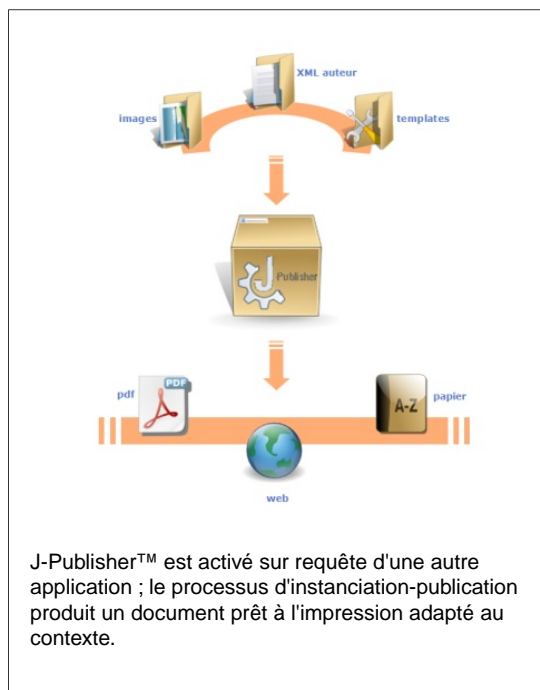 XML auteur
images
templates
J
Publisher
pdf
PDF
papier
A-Z
web
J-Publisher™ est activé sur requête d'une autre
application ; le processus d'instanciation-publication
produit un document prêt à l'impression adapté au
contexte.